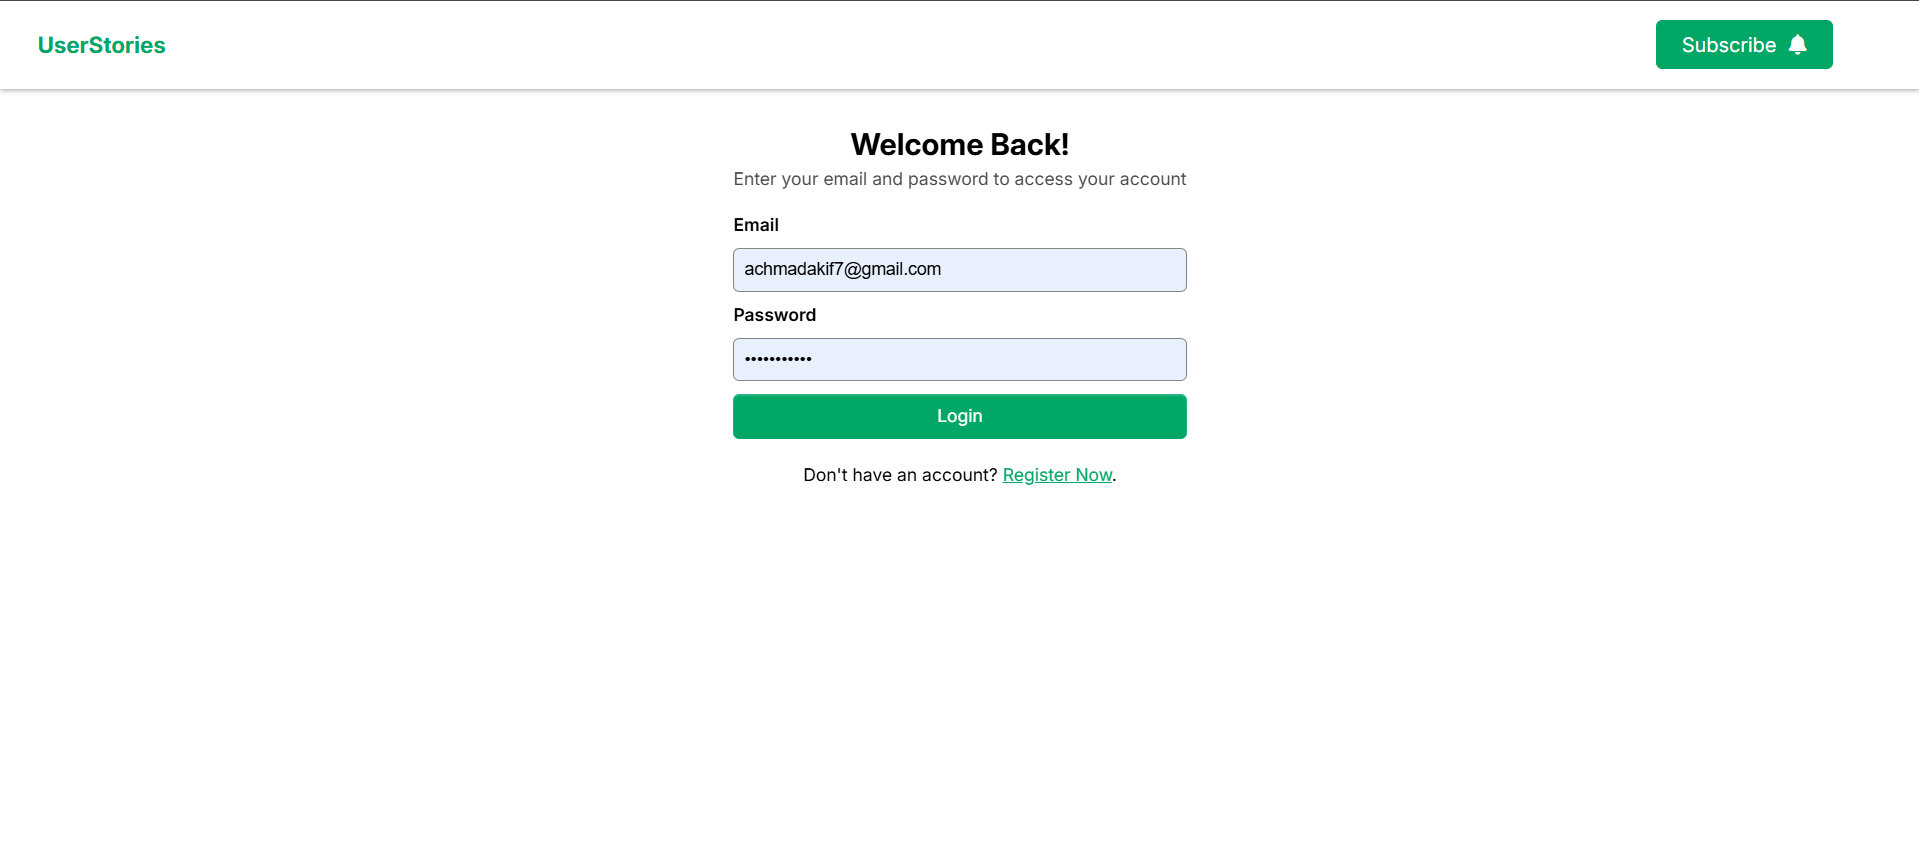 UserStories
Subscribe
Welcome Back!
Enter your email and password to access your account
Email
achmadakif7@gmail.com
Password
•••••••••••
Login
Don't have an account? Register Now.